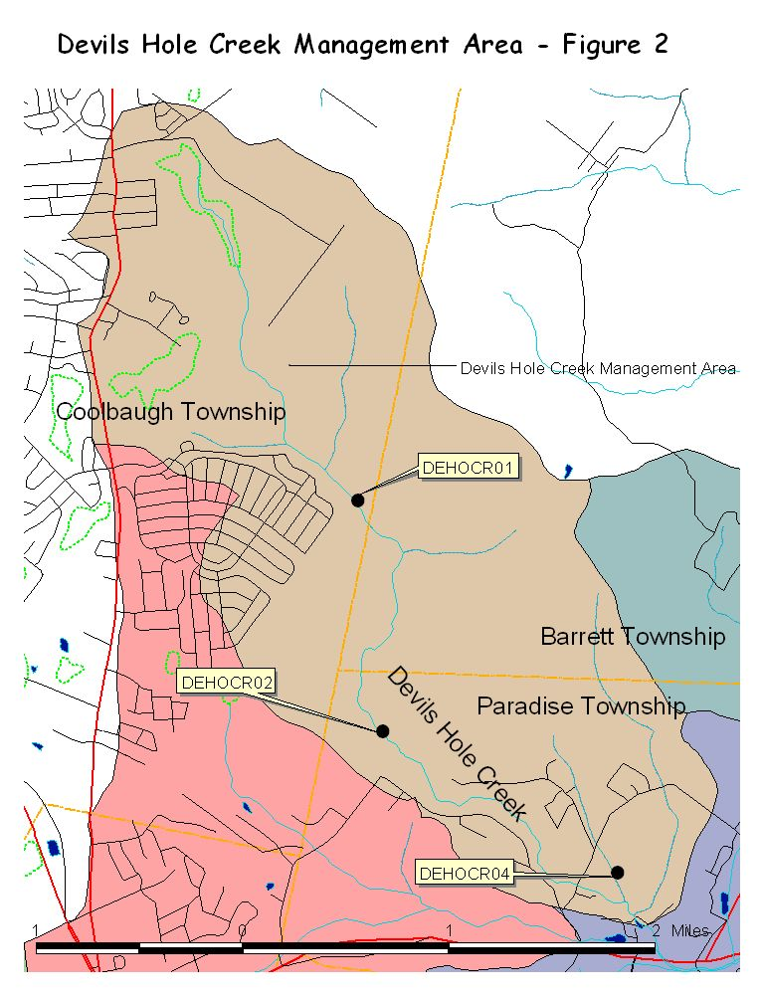 Devils Hole Creek Management Area - Figure 2
Devils Hole Creek Management Area
Coolbaugh Township
DEHOCR01
Barrett Township
DEHOCR02
Devils Hole Creek
Paradise Township
DEHOCR04
1 0 1 2 Miles